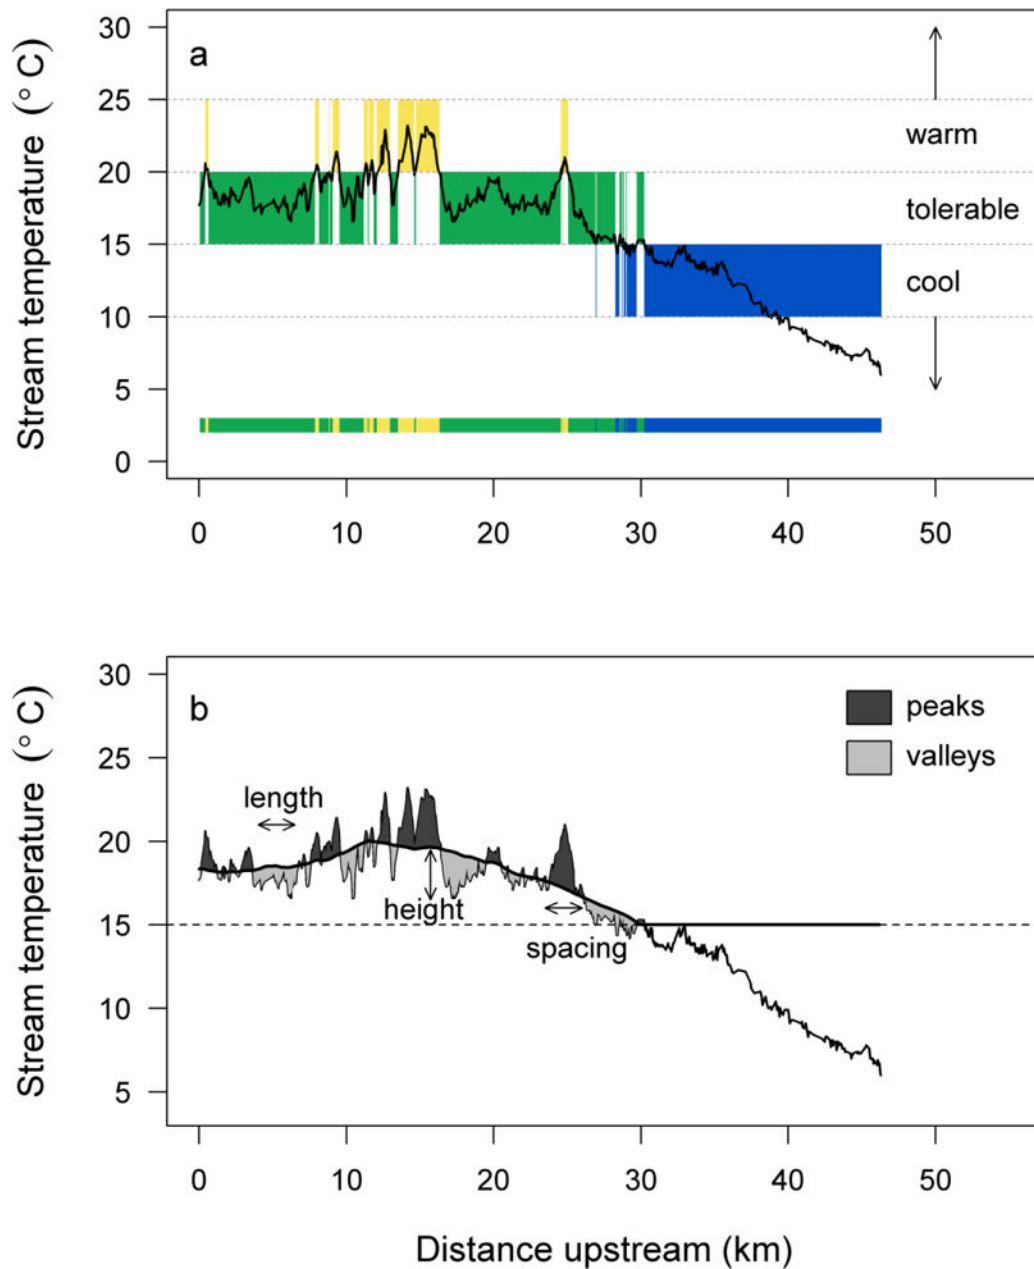 Stream temperature (° C)
30
25
20
15
10
5
0
a
warm
tolerable
cool
0 10 20 30 40 50
Stream temperature (° C)
30
25
20
15
10
5
b
peaks
valleys
length
height
spacing
0 10 20 30 40 50
Distance upstream (km)